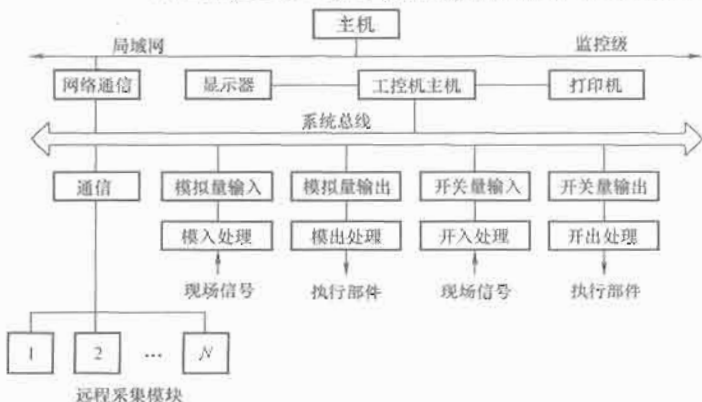 主机
局域网 监控级
网络通信 显示器 工控机主机 打印机
系统总线
通信 模拟量输入 模拟量输出 开关量输入 开关量输出
模入处理 模出处理 开入处理 开出处理
现场信号 执行部件 现场信号 执行部件
1 2 … N
远程采集模块